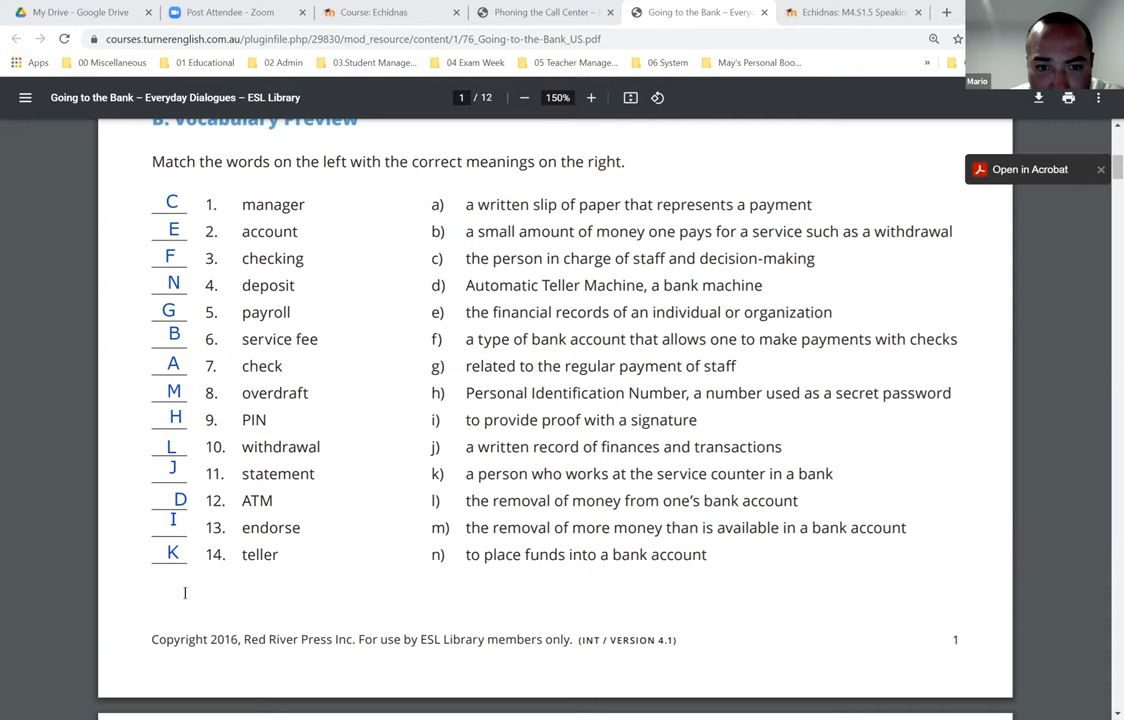 My Drive - Google Drive
Post Attendee - Zoom
Course: Echidnas
Phoning the Call Center –
Going to the Bank – Everyd
Echidnas: M4.S1.5 Speakin
courses.turnerenglish.com.au/pluginfile.php/29830/mod_resource/content/1/76_Going-to-the-Bank_US.pdf
Apps 00 Miscellaneous 01 Educational 02 Admin 03.Student Manage... 04 Exam Week 05 Teacher Manage... 06 System May's Personal Boo... »
Mario
Going to the Bank – Everyday Dialogues – ESL Library 1 / 12 150%
Open in Acrobat
B. Vocabulary Preview
Match the words on the left with the correct meanings on the right.
C 1. manager a) a written slip of paper that represents a payment
E 2. account b) a small amount of money one pays for a service such as a withdrawal
F 3. checking c) the person in charge of staff and decision-making
N 4. deposit d) Automatic Teller Machine, a bank machine
G 5. payroll e) the financial records of an individual or organization
B 6. service fee f) a type of bank account that allows one to make payments with checks
A 7. check g) related to the regular payment of staff
M 8. overdraft h) Personal Identification Number, a number used as a secret password
H 9. PIN i) to provide proof with a signature
L 10. withdrawal j) a written record of finances and transactions
J 11. statement k) a person who works at the service counter in a bank
D 12. ATM l) the removal of money from one's bank account
I 13. endorse m) the removal of more money than is available in a bank account
K 14. teller n) to place funds into a bank account
Copyright 2016, Red River Press Inc. For use by ESL Library members only. (INT / VERSION 4.1) 1